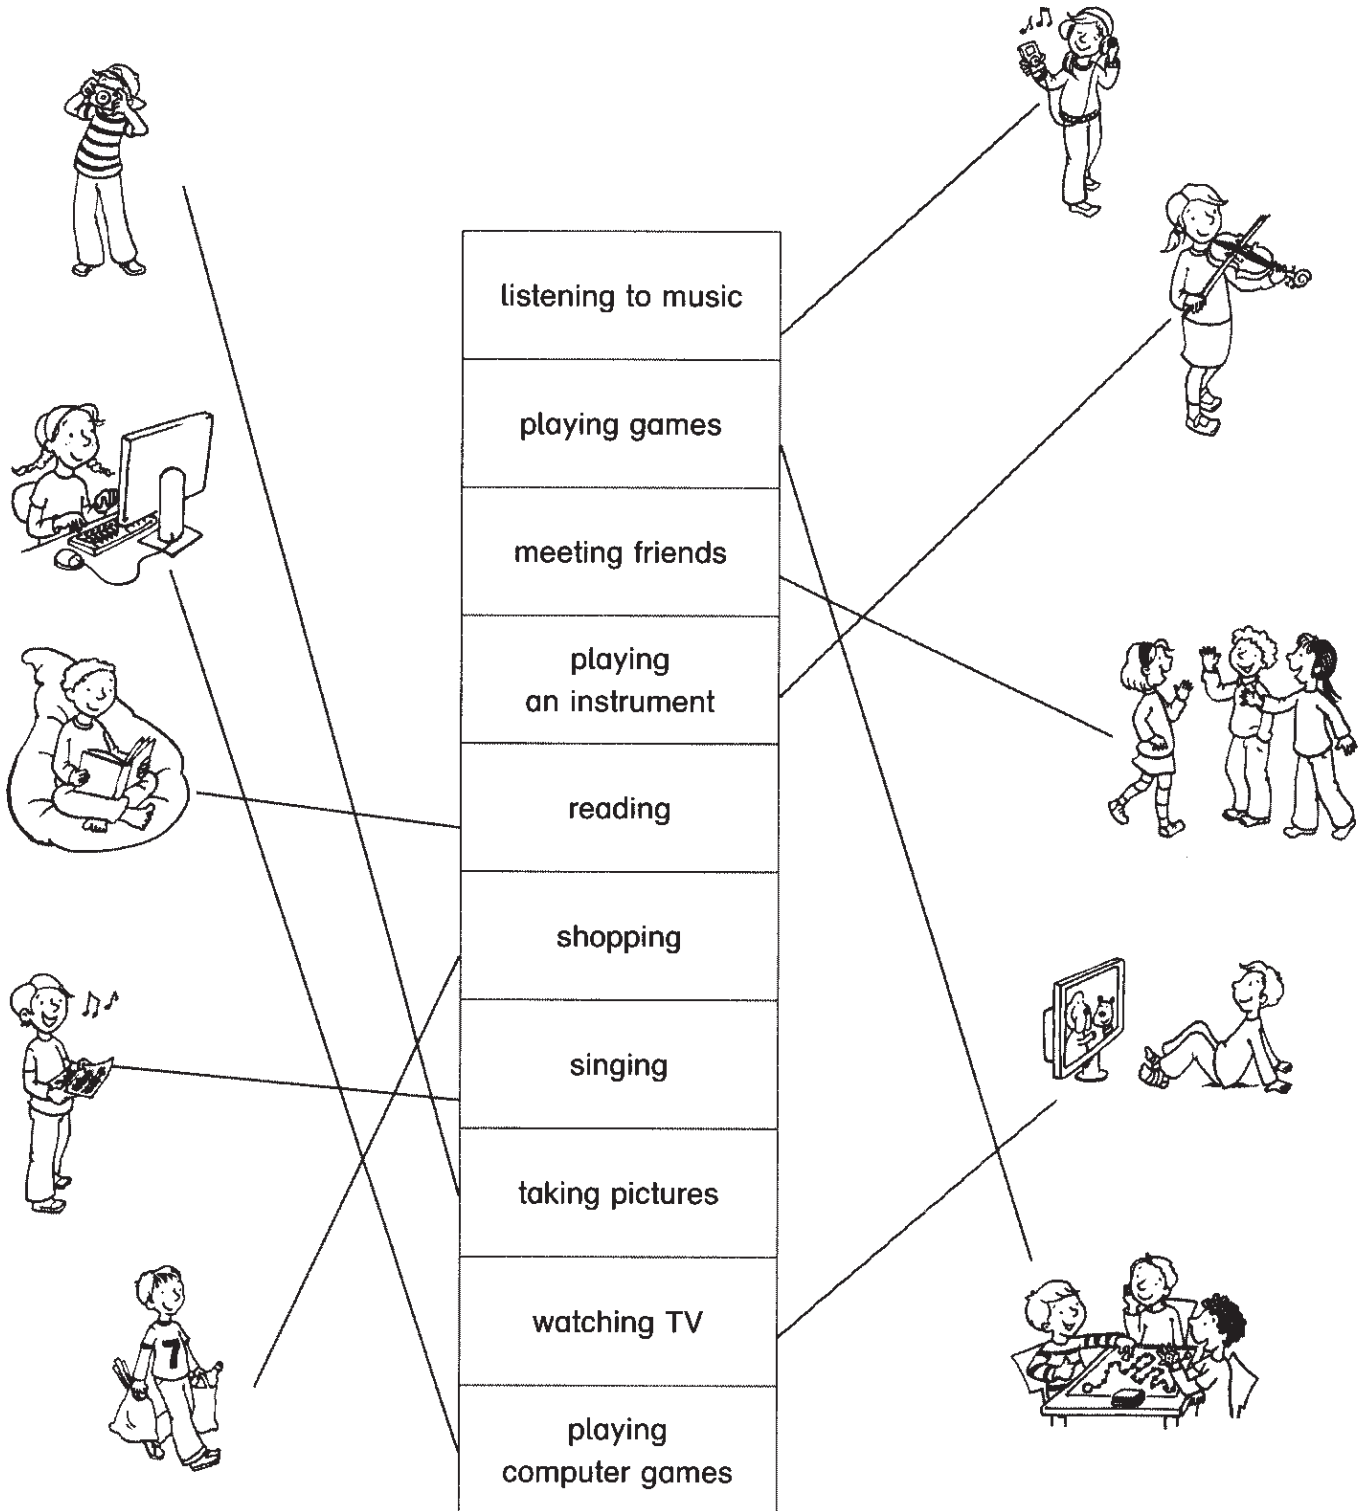 listening to music
playing games
meeting friends
playing
an instrument
reading
shopping
singing
taking pictures
watching TV
playing
computer games
7